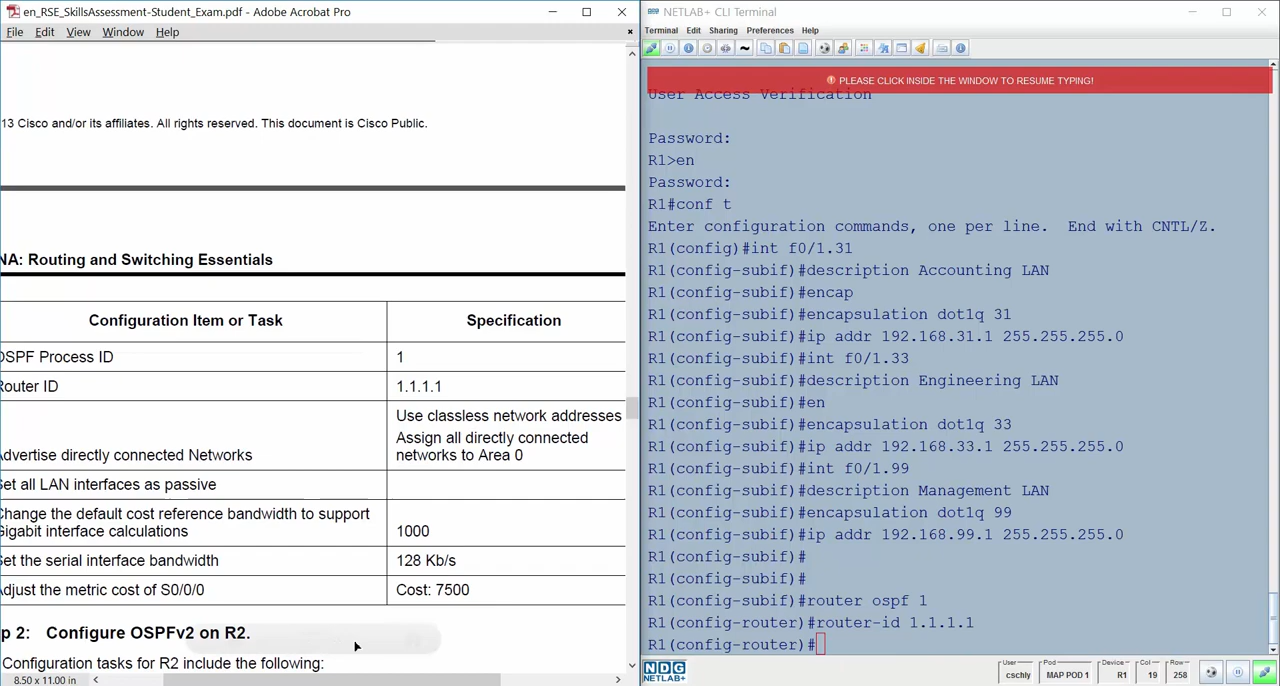 en_RSE_SkillsAssessment-Student_Exam.pdf - Adobe Acrobat Pro
File Edit View Window Help
13 Cisco and/or its affiliates. All rights reserved. This document is Cisco Public.
NA: Routing and Switching Essentials
Configuration Item or Task Specification
OSPF Process ID 1
Router ID 1.1.1.1
Use classless network addresses
Assign all directly connected
Advertise directly connected Networks networks to Area 0
Set all LAN interfaces as passive
Change the default cost reference bandwidth to support
Gigabit interface calculations 1000
Set the serial interface bandwidth 128 Kb/s
Adjust the metric cost of S0/0/0 Cost: 7500
p 2: Configure OSPFv2 on R2.
Configuration tasks for R2 include the following:
8.50 x 11.00 in
NETLAB+ CLI Terminal
Terminal Edit Sharing Preferences Help
PLEASE CLICK INSIDE THE WINDOW TO RESUME TYPING!
User Access Verification
Password:
R1>en
Password:
R1#conf t
Enter configuration commands, one per line. End with CNTL/Z.
R1(config)#int f0/1.31
R1(config-subif)#description Accounting LAN
R1(config-subif)#encap
R1(config-subif)#encapsulation dot1q 31
R1(config-subif)#ip addr 192.168.31.1 255.255.255.0
R1(config-subif)#int f0/1.33
R1(config-subif)#description Engineering LAN
R1(config-subif)#en
R1(config-subif)#encapsulation dot1q 33
R1(config-subif)#ip addr 192.168.33.1 255.255.255.0
R1(config-subif)#int f0/1.99
R1(config-subif)#description Management LAN
R1(config-subif)#encapsulation dot1q 99
R1(config-subif)#ip addr 192.168.99.1 255.255.255.0
R1(config-subif)#
R1(config-subif)#
R1(config-subif)#router ospf 1
R1(config-router)#router-id 1.1.1.1
R1(config-router)#
NDG
NETLAB+
User Pod Device Col Row
cschly MAP POD 1 R1 19 258